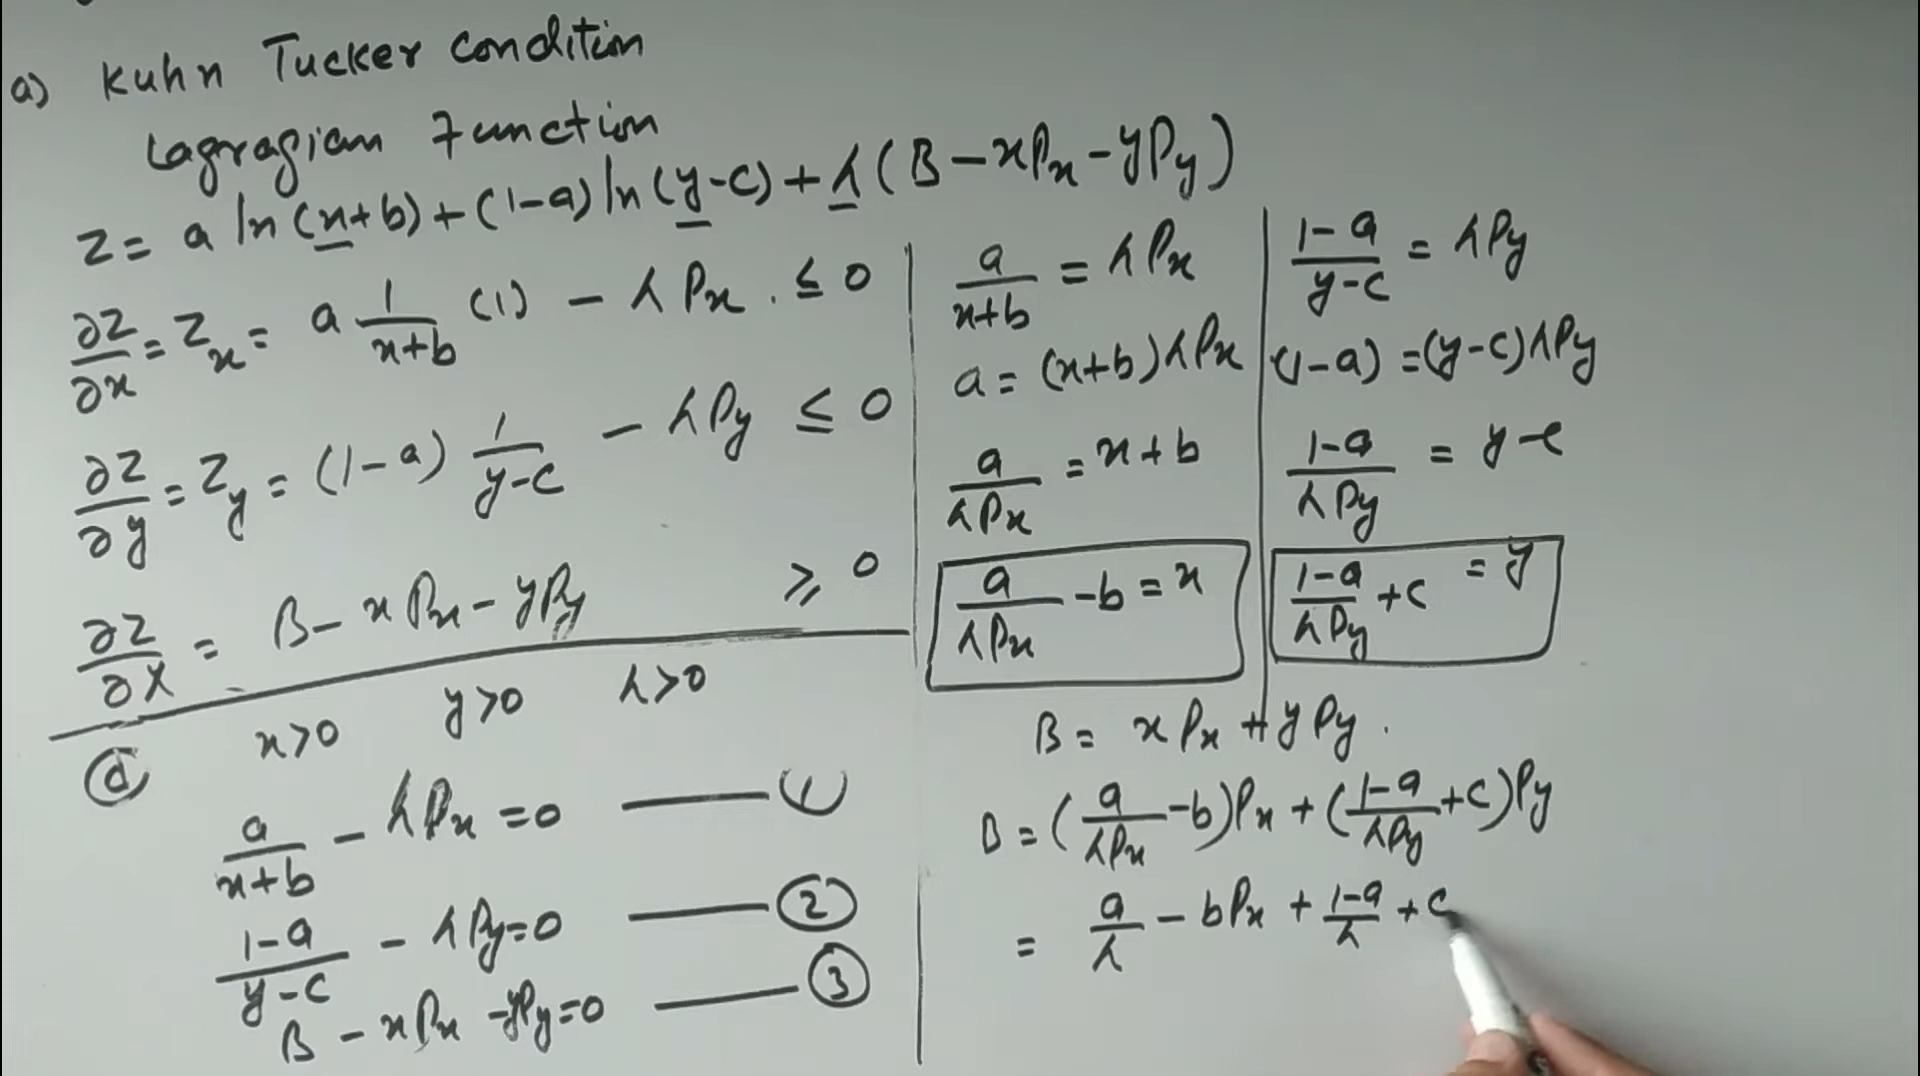 a) Kuhn Tucker condition
Lagragian Function
Z = a ln (x+b) + (1-a) ln (y-c) + λ (B - xPx - yPy)
∂Z/∂x = Zx = a 1/(x+b) (1) - λPx . ≤ 0
∂Z/∂y = Zy = (1-a) 1/(y-c) - λPy ≤ 0
∂Z/∂λ = B - xPx - yPy ≥ 0
x>0 y>0 λ>0
(d)
a/(x+b) - λPx = 0 —— (1)
(1-a)/(y-c) - λPy = 0 —— (2)
B - xPx - yPy = 0 —— (3)
a/(x+b) = λPx
a = (x+b)λPx
a/(λPx) = x+b
a/(λPx) - b = x
(1-a)/(y-c) = λPy
(1-a) = (y-c)λPy
(1-a)/(λPy) = y-c
(1-a)/(λPy) + c = y
B = xPx + yPy .
B = (a/(λPx) - b)Px + ((1-a)/(λPy) + c)Py
= a/λ - bPx + (1-a)/λ + c